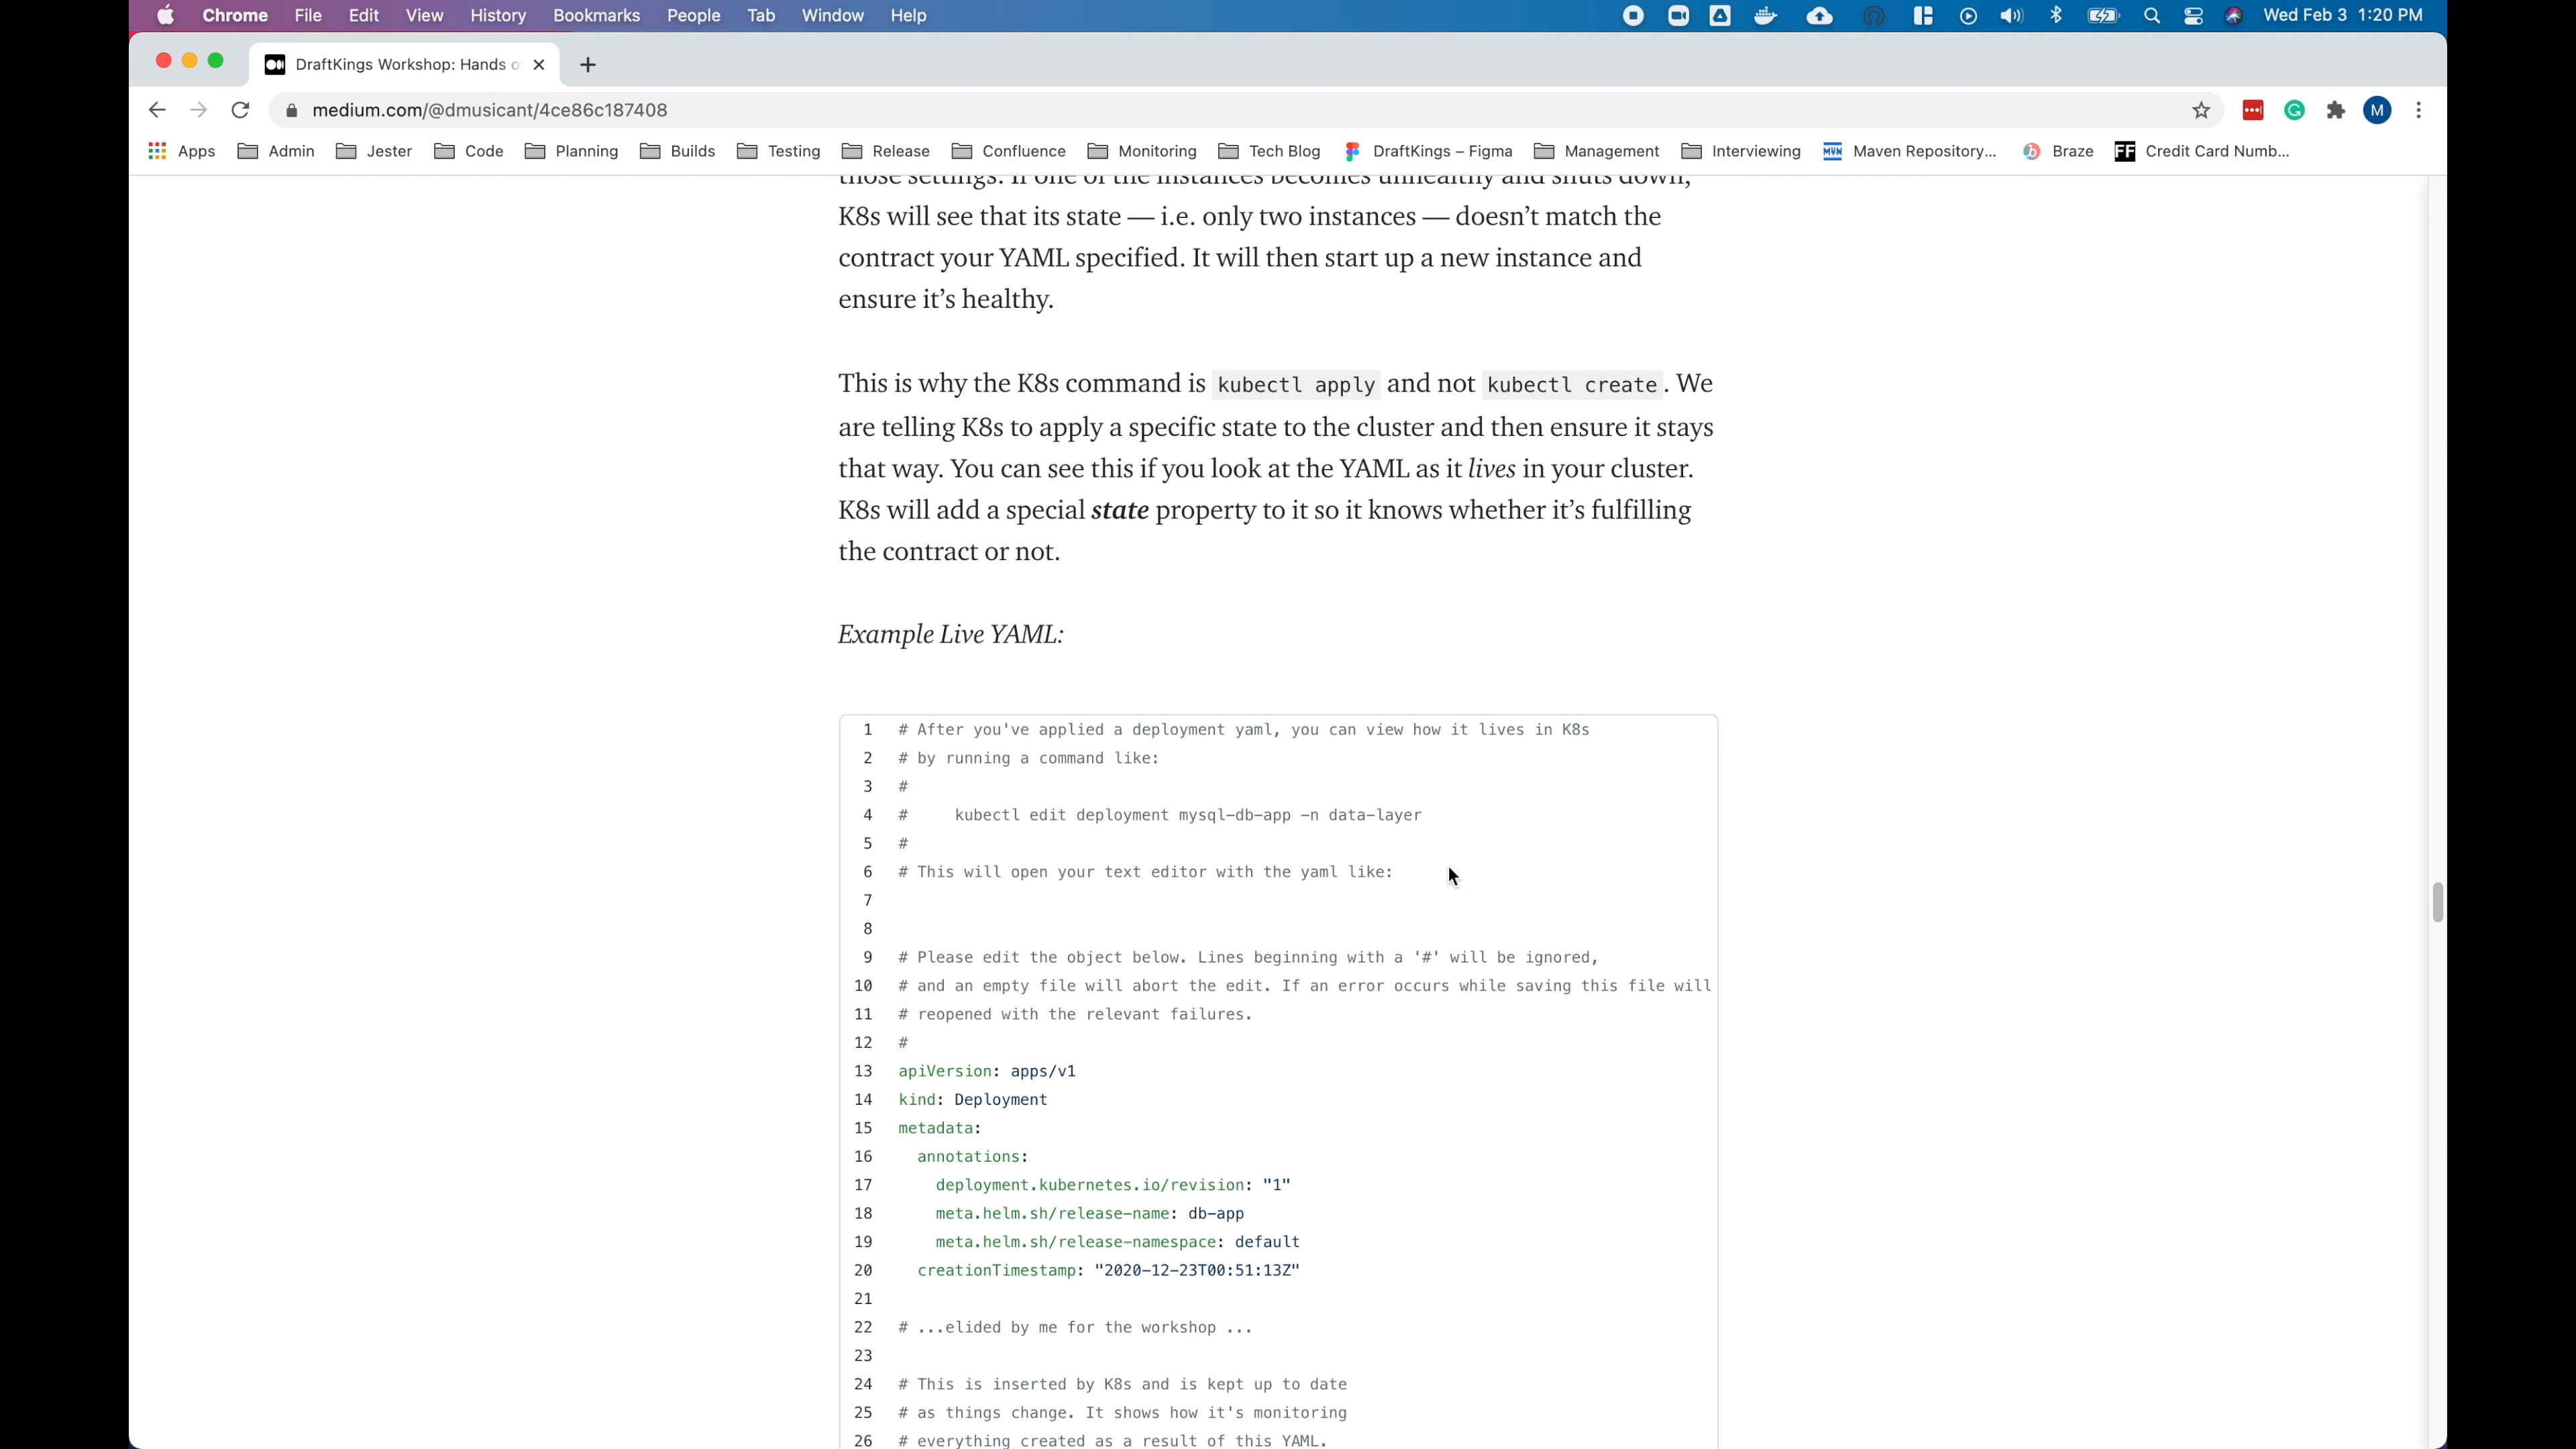 Chrome File Edit View History Bookmarks People Tab Window Help Wed Feb 3 1:20 PM
DraftKings Workshop: Hands o
medium.com/@dmusicant/4ce86c187408
M
Apps Admin Jester Code Planning Builds Testing Release Confluence Monitoring Tech Blog DraftKings – Figma Management Interviewing MVN Maven Repository... Braze FF Credit Card Numb...
those settings. If one of the instances becomes unhealthy and shuts down,
K8s will see that its state — i.e. only two instances — doesn’t match the
contract your YAML specified. It will then start up a new instance and
ensure it’s healthy.
This is why the K8s command is kubectl apply and not kubectl create. We
are telling K8s to apply a specific state to the cluster and then ensure it stays
that way. You can see this if you look at the YAML as it lives in your cluster.
K8s will add a special state property to it so it knows whether it’s fulfilling
the contract or not.
Example Live YAML:
1 # After you've applied a deployment yaml, you can view how it lives in K8s
2 # by running a command like:
3 #
4 #     kubectl edit deployment mysql-db-app -n data-layer
5 #
6 # This will open your text editor with the yaml like:
7
8
9 # Please edit the object below. Lines beginning with a '#' will be ignored,
10 # and an empty file will abort the edit. If an error occurs while saving this file will
11 # reopened with the relevant failures.
12 #
13 apiVersion: apps/v1
14 kind: Deployment
15 metadata:
16   annotations:
17     deployment.kubernetes.io/revision: "1"
18     meta.helm.sh/release-name: db-app
19     meta.helm.sh/release-namespace: default
20   creationTimestamp: "2020-12-23T00:51:13Z"
21
22 # ...elided by me for the workshop ...
23
24 # This is inserted by K8s and is kept up to date
25 # as things change. It shows how it's monitoring
26 # everything created as a result of this YAML.